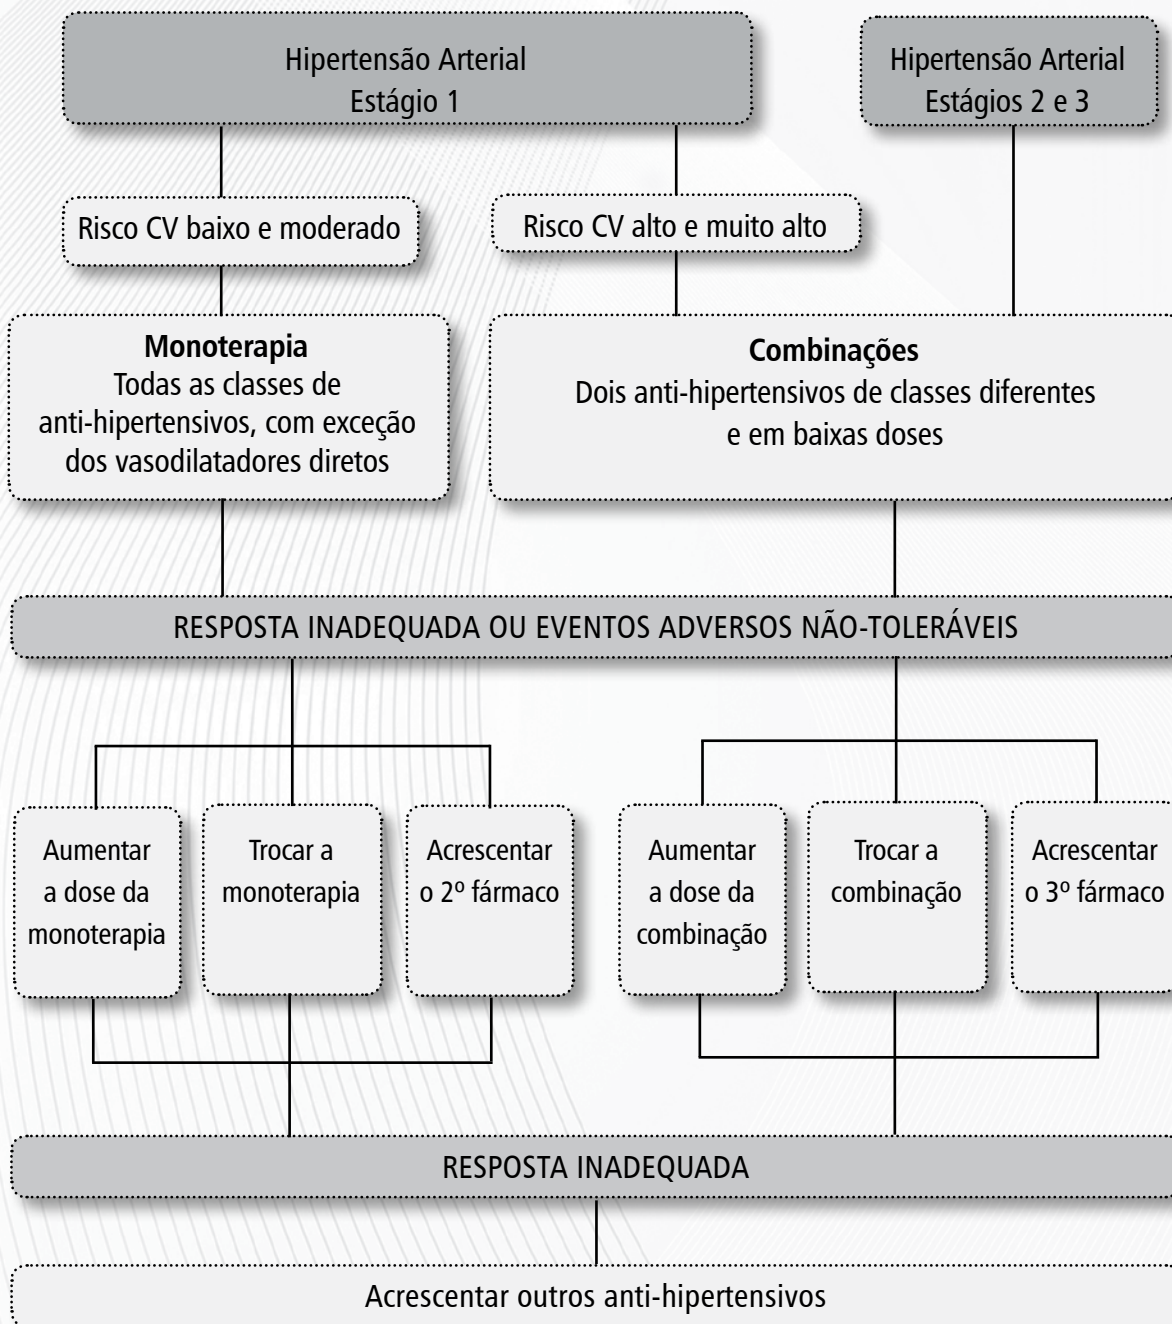 Hipertensão Arterial
Estágio 1
Hipertensão Arterial
Estágios 2 e 3
Risco CV baixo e moderado
Risco CV alto e muito alto
Monoterapia
Todas as classes de
anti-hipertensivos, com exceção
dos vasodilatadores diretos
Combinações
Dois anti-hipertensivos de classes diferentes
e em baixas doses
RESPOSTA INADEQUADA OU EVENTOS ADVERSOS NÃO-TOLERÁVEIS
Aumentar
a dose da
monoterapia
Trocar a
monoterapia
Acrescentar
o 2º fármaco
Aumentar
a dose da
combinação
Trocar a
combinação
Acrescentar
o 3º fármaco
RESPOSTA INADEQUADA
Acrescentar outros anti-hipertensivos